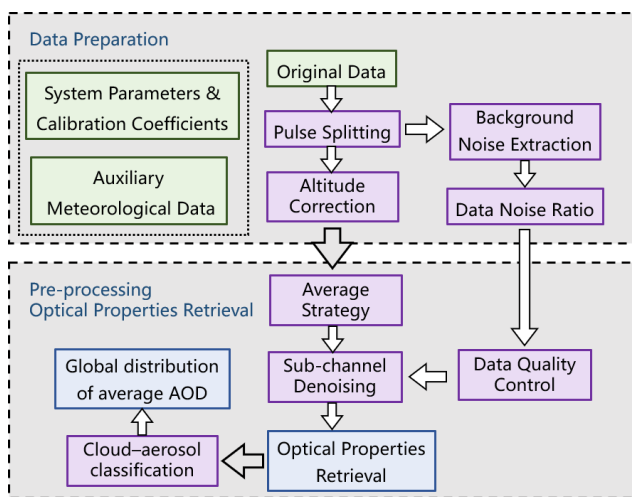 Data Preparation
System Parameters &
Calibration Coefficients
Auxiliary
Meteorological Data
Original Data
Pulse Splitting
Altitude
Correction
Background
Noise Extraction
Data Noise Ratio
Pre-processing
Optical Properties Retrieval
Average
Strategy
Sub-channel
Denoising
Data Quality
Control
Optical Properties
Retrieval
Cloud–aerosol
classification
Global distribution
of average AOD